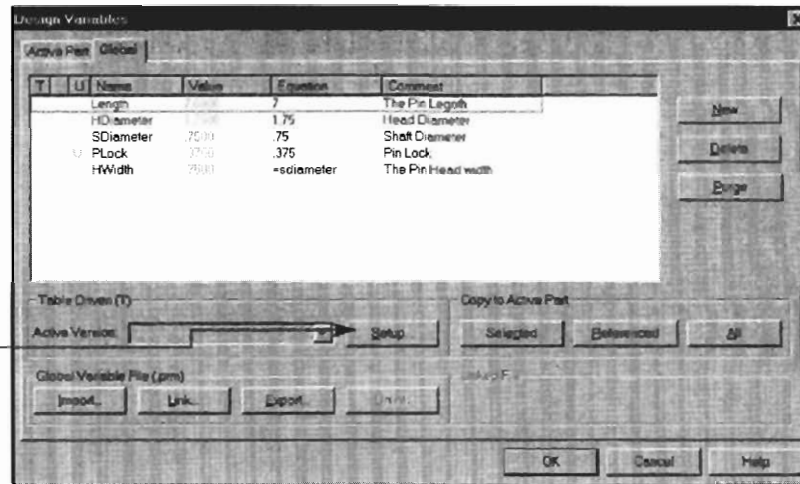 Design Variables
Active Part Global
T U Name Value Equation Comment
Length 7 The Pin Legnth
HDiameter 1.75 Head Diameter
SDiameter .7500 .75 Shaft Diameter
U PLock .375 Pin Lock
HWidth .7500 =sdiameter The Pin Head width
New
Delete
Purge
Table Driven (T)
Copy to Active Part
Active Version:
Setup
Selected
Referenced
All
Global Variable File (.prm)
Linked File
Import...
Link...
Export...
OK
Cancel
Help